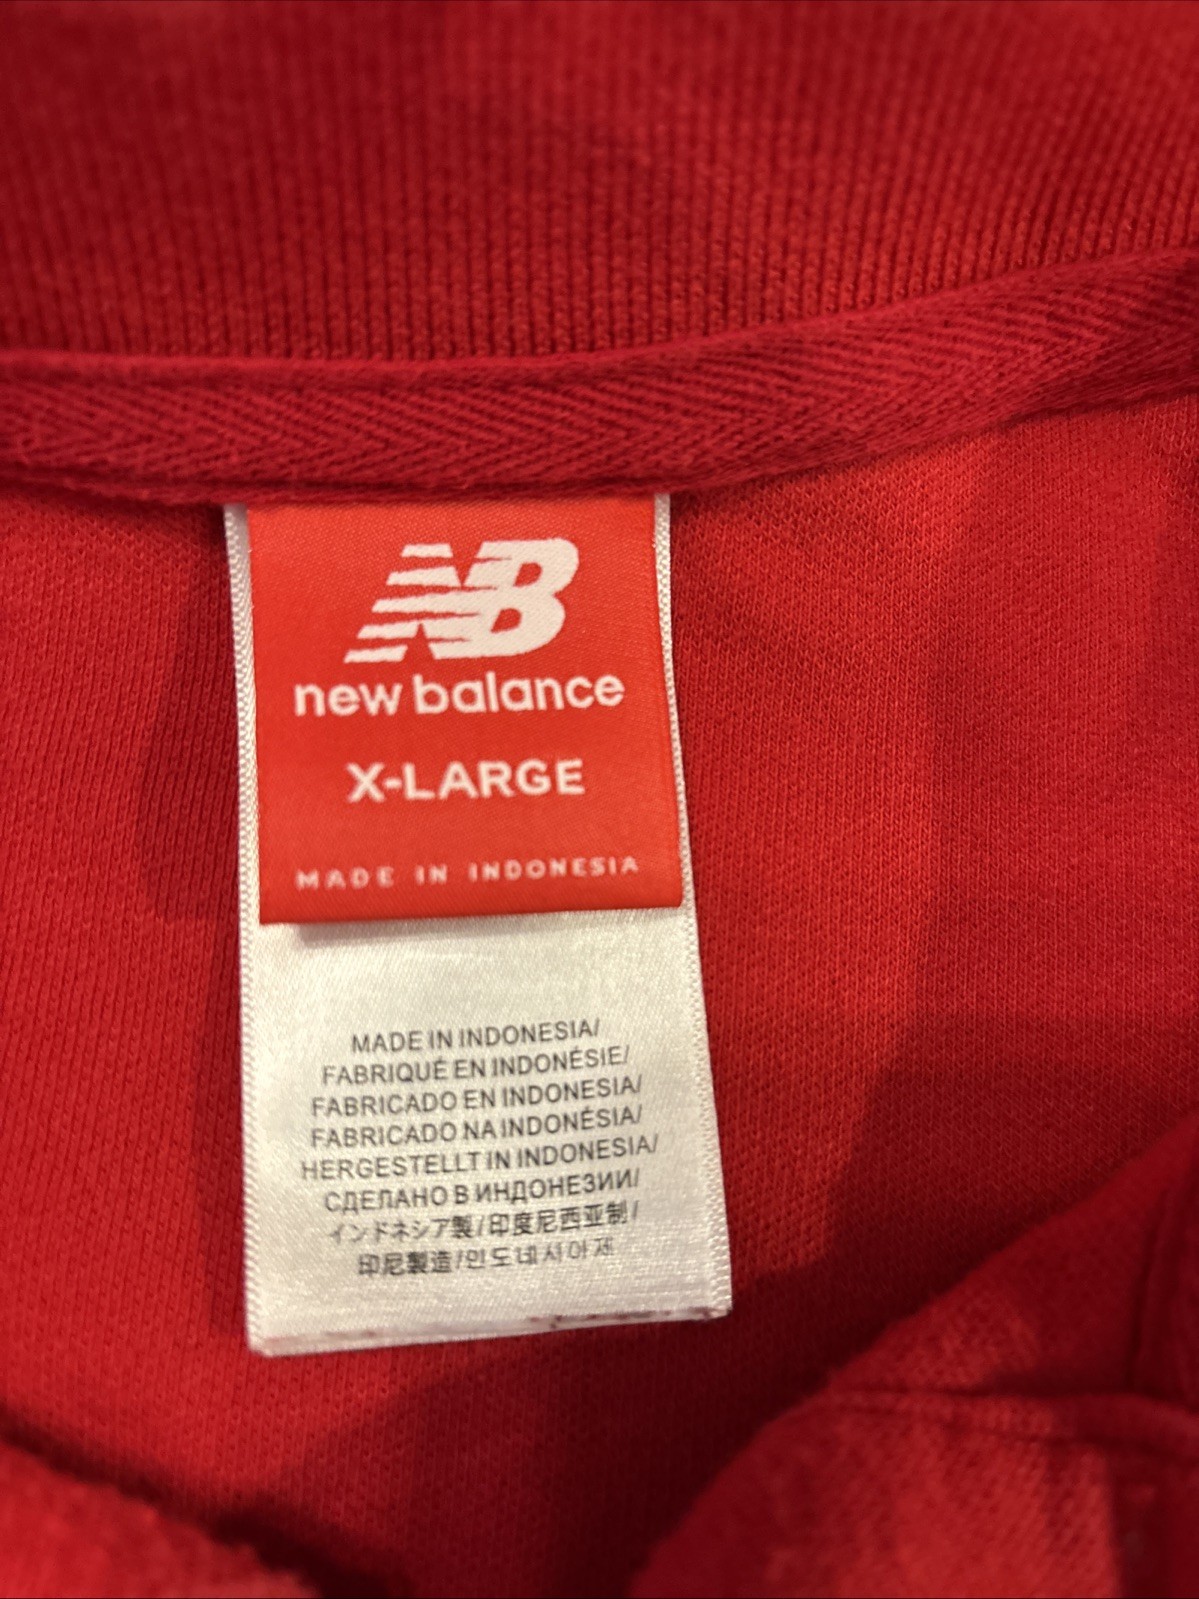 NB
new balance
X-LARGE
MADE IN INDONESIA
MADE IN INDONESIA/
FABRIQUÉ EN INDONÉSIE/
FABRICADO EN INDONESIA/
FABRICADO NA INDONÉSIA/
HERGESTELLT IN INDONESIA/
СДЕЛАНО В ИНДОНЕЗИИ/
インドネシア製/印度尼西亚制/
印尼製造/인도네시아제